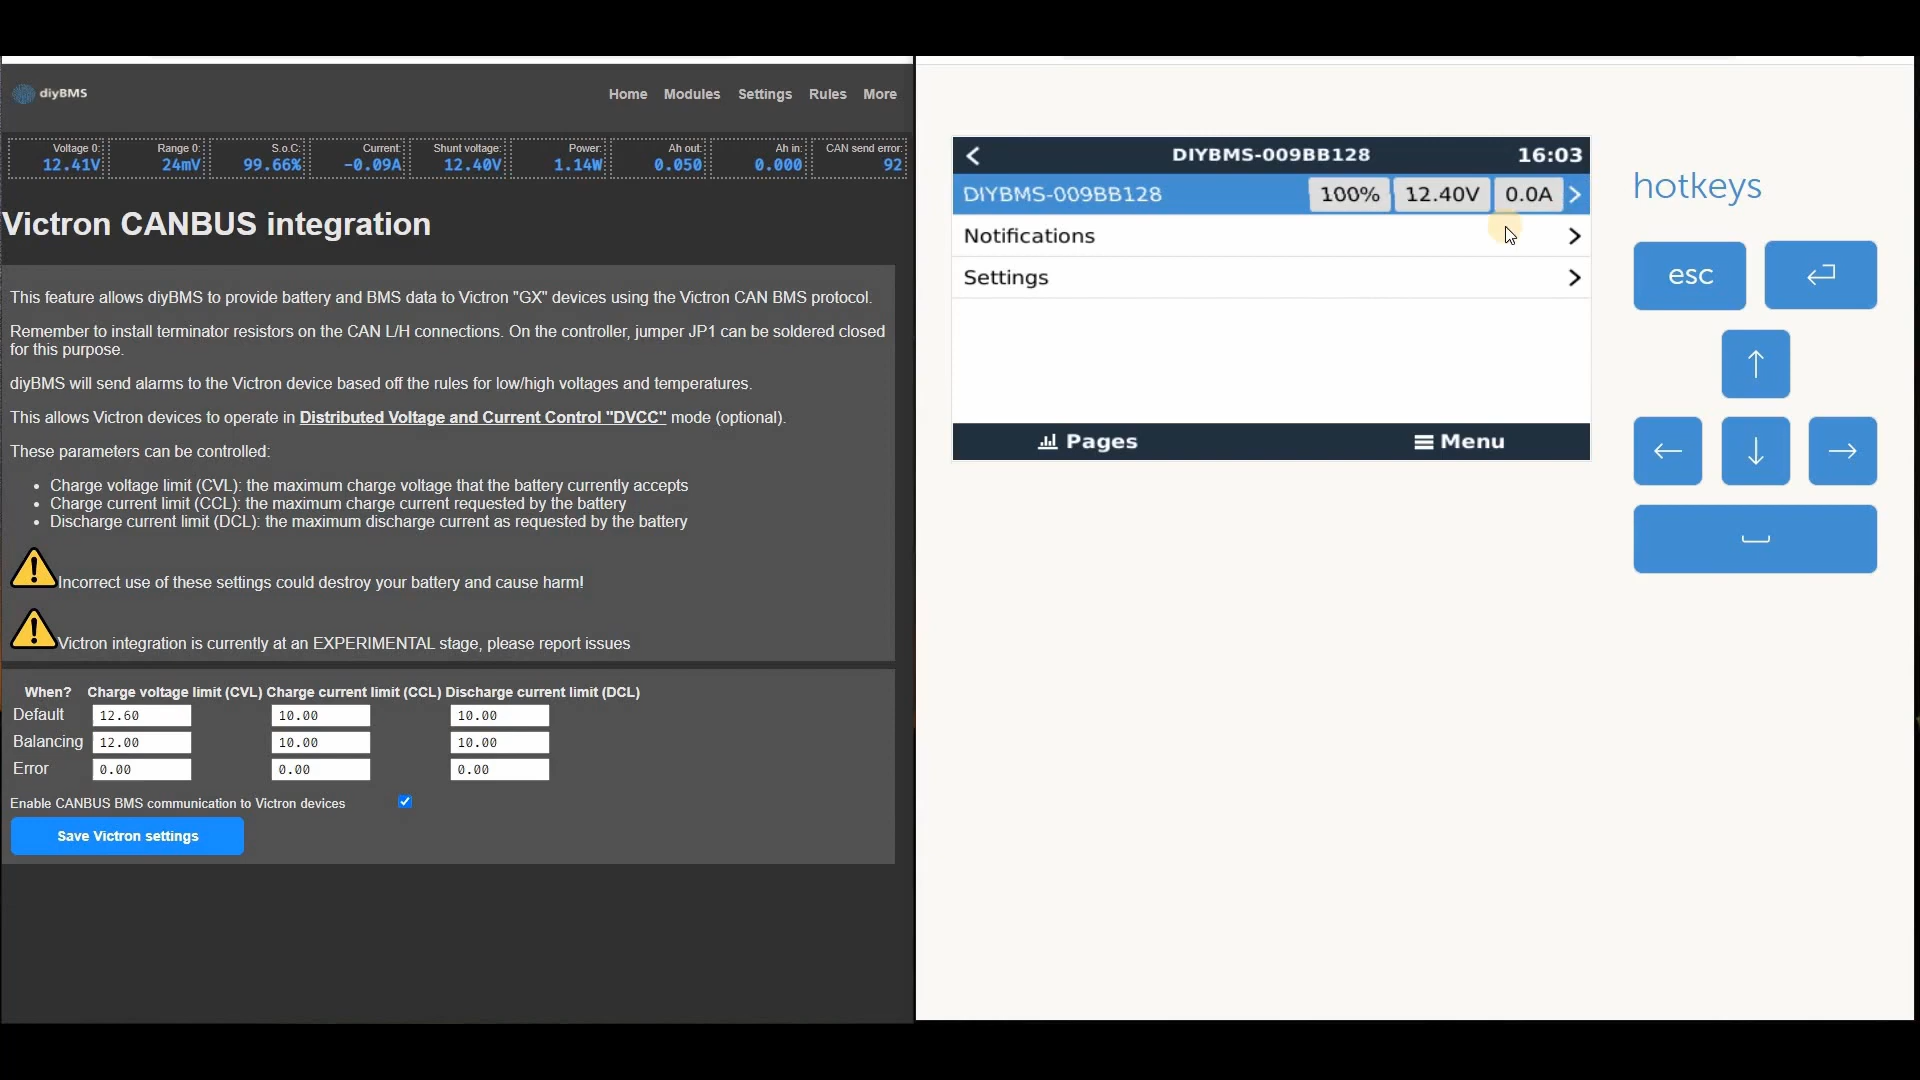 diyBMS
Home Modules Settings Rules More
Voltage 0: Range 0: S.o.C: Current: Shunt voltage: Power: Ah out: Ah in: CAN send error:
12.41V 24mV 99.66% -0.09A 12.40V 1.14W 0.050 0.000 92
Victron CANBUS integration
This feature allows diyBMS to provide battery and BMS data to Victron "GX" devices using the Victron CAN BMS protocol.
Remember to install terminator resistors on the CAN L/H connections. On the controller, jumper JP1 can be soldered closed
for this purpose.
diyBMS will send alarms to the Victron device based off the rules for low/high voltages and temperatures.
This allows Victron devices to operate in Distributed Voltage and Current Control "DVCC" mode (optional).
These parameters can be controlled:
• Charge voltage limit (CVL): the maximum charge voltage that the battery currently accepts
• Charge current limit (CCL): the maximum charge current requested by the battery
• Discharge current limit (DCL): the maximum discharge current as requested by the battery
Incorrect use of these settings could destroy your battery and cause harm!
Victron integration is currently at an EXPERIMENTAL stage, please report issues
When? Charge voltage limit (CVL) Charge current limit (CCL) Discharge current limit (DCL)
Default 12.60 10.00 10.00
Balancing 12.00 10.00 10.00
Error 0.00 0.00 0.00
Enable CANBUS BMS communication to Victron devices
Save Victron settings
DIYBMS-009BB128 16:03
DIYBMS-009BB128 100% 12.40V 0.0A
Notifications
Settings
Pages Menu
hotkeys
esc